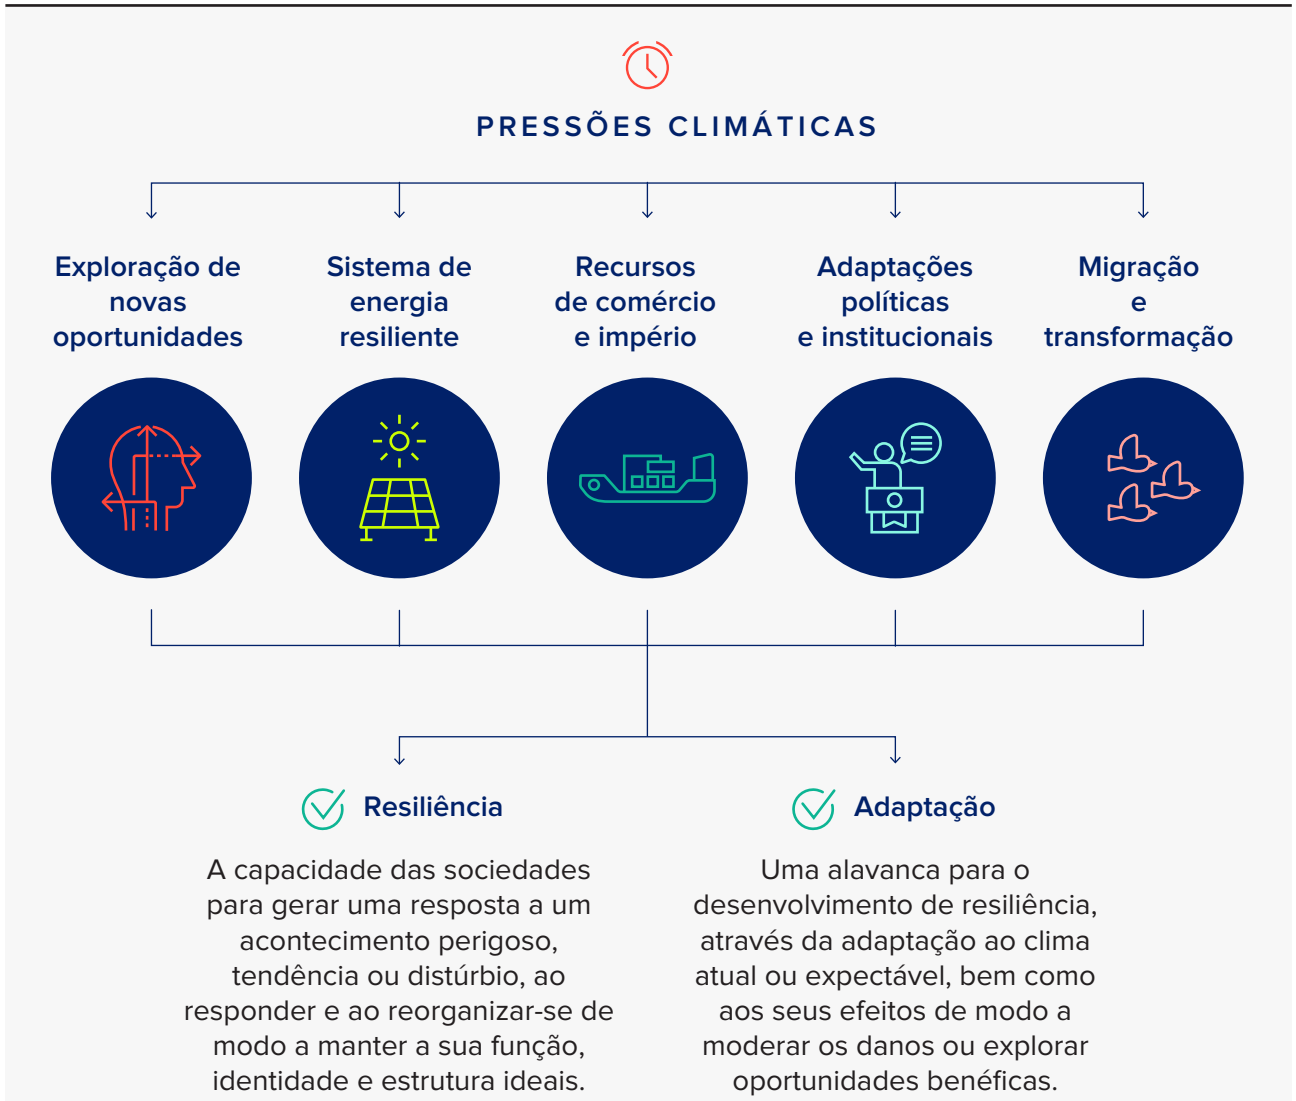 PRESSÕES CLIMÁTICAS
Exploração de
novas
oportunidades
Sistema de
energia
resiliente
Recursos
de comércio
e império
Adaptações
políticas
e institucionais
Migração
e
transformação
Resiliência
A capacidade das sociedades
para gerar uma resposta a um
acontecimento perigoso,
tendência ou distúrbio, ao
responder e ao reorganizar-se de
modo a manter a sua função,
identidade e estrutura ideais.
Adaptação
Uma alavanca para o
desenvolvimento de resiliência,
através da adaptação ao clima
atual ou expectável, bem como
aos seus efeitos de modo a
moderar os danos ou explorar
oportunidades benéficas.